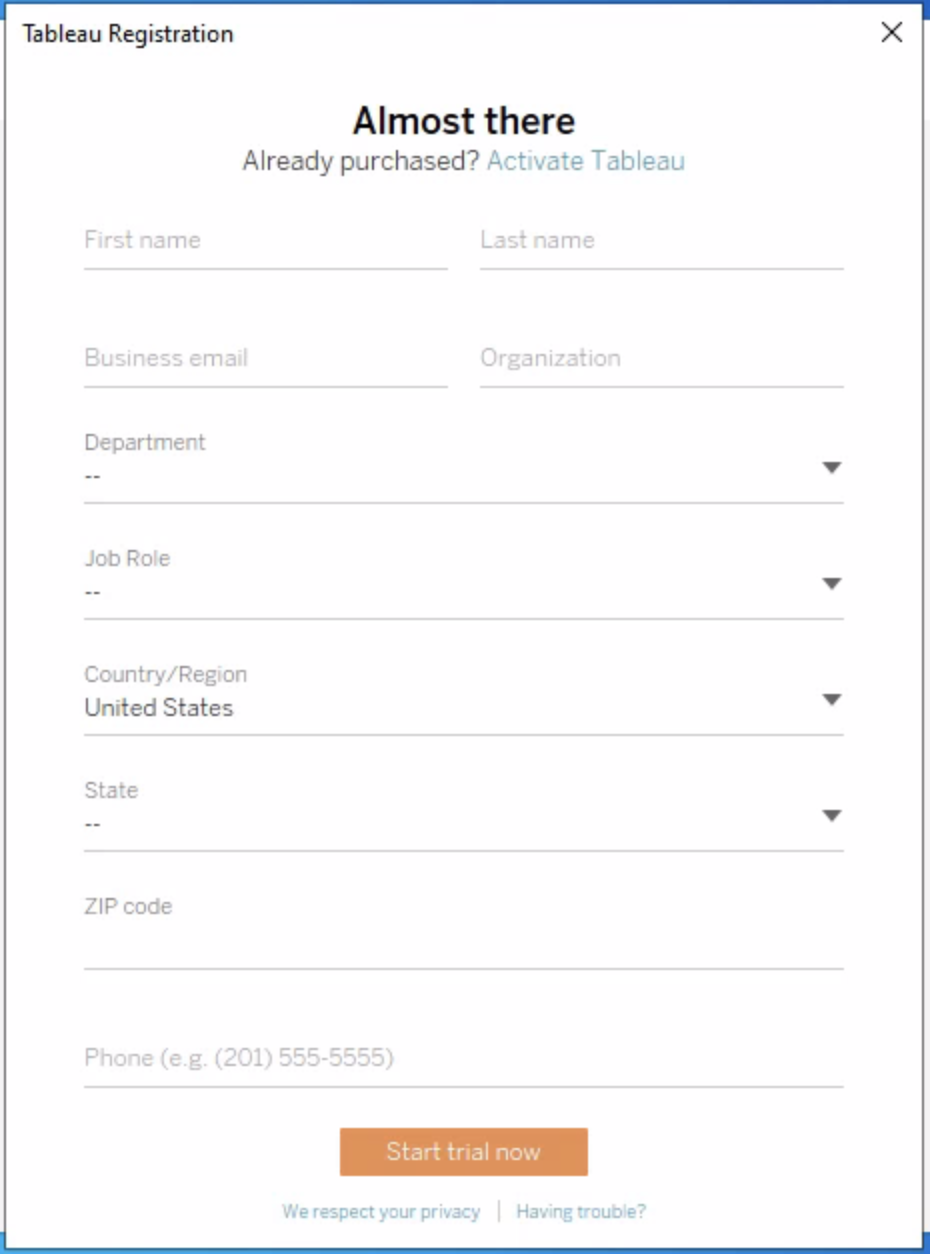 Tableau Registration
Almost there
Already purchased? Activate Tableau
First name
Last name
Business email
Organization
Department
--
Job Role
--
Country/Region
United States
State
--
ZIP code
Phone (e.g. (201) 555-5555)
Start trial now
We respect your privacy | Having trouble?